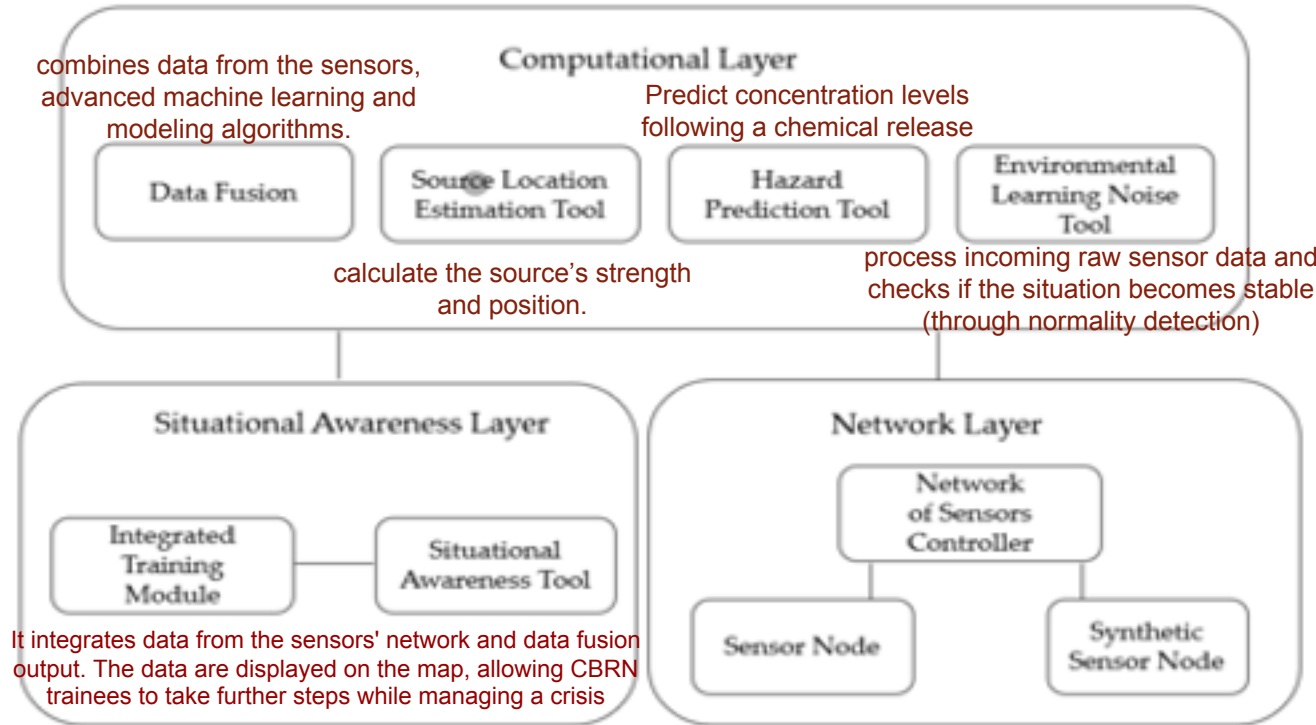 Computational Layer
combines data from the sensors,
advanced machine learning and
modeling algorithms.
Predict concentration levels
following a chemical release
Data Fusion
Source Location
Estimation Tool
Hazard
Prediction Tool
Environmental
Learning Noise
Tool
calculate the source's strength
and position.
process incoming raw sensor data and
checks if the situation becomes stable
(through normality detection)
Situational Awareness Layer
Integrated
Training
Module
Situational
Awareness Tool
It integrates data from the sensors' network and data fusion
output. The data are displayed on the map, allowing CBRN
trainees to take further steps while managing a crisis
Network Layer
Network
of Sensors
Controller
Sensor Node
Synthetic
Sensor Node